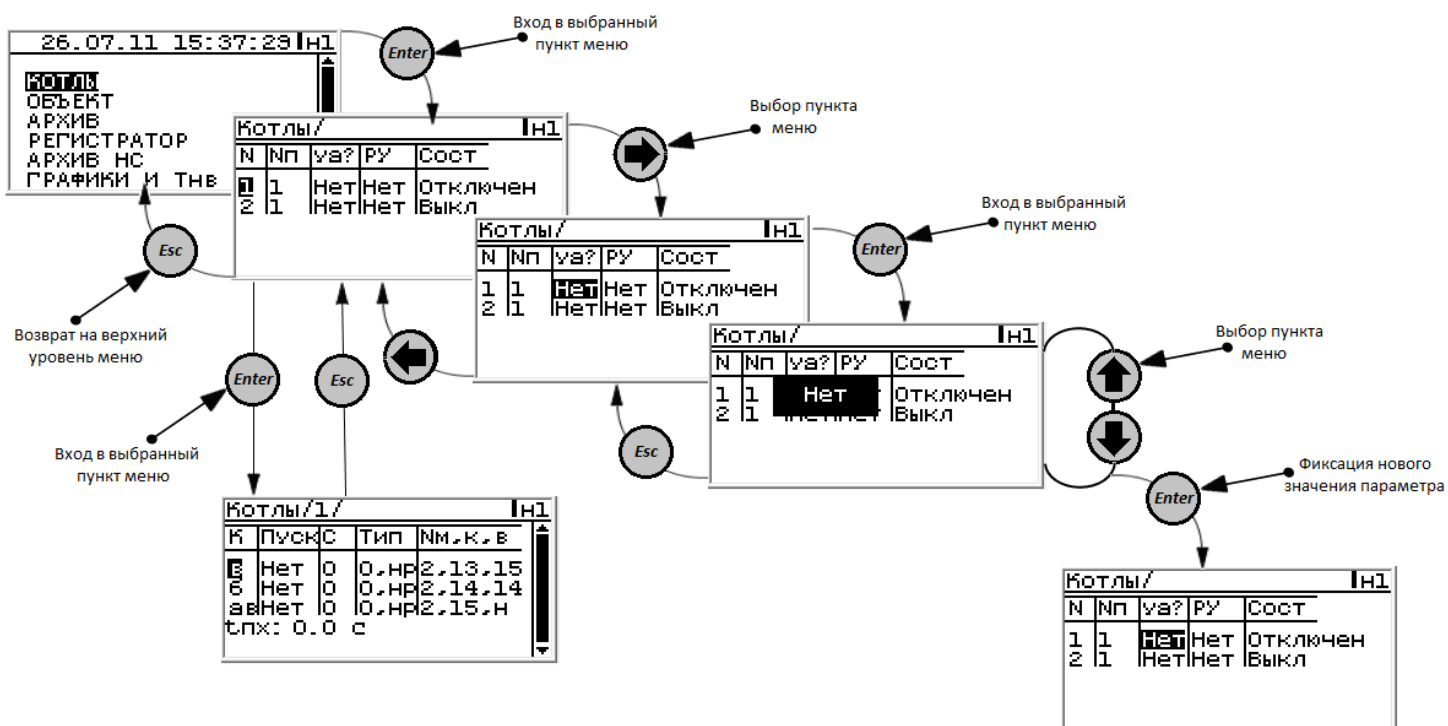 Вход в выбранный
пункт меню
26.07.11 15:37:29 Н1
Enter
КОТЛЫ
ОБЪЕКТ
АРХИВ
РЕГИСТРАТОР
АРХИВ НС
ГРАФИКИ И Тнв
Выбор пункта
меню
Котлы/ Н1
N Nп уа? РУ Сост
1 1 Нет Нет Отключен
2 1 Нет Нет Выкл
Вход в выбранный
пункт меню
Esc
Котлы/ Н1
N Nп уа? РУ Сост
1 1 Нет Нет Отключен
2 1 Нет Нет Выкл
Enter
Возврат на верхний
уровень меню
Котлы/ Н1
N Nп уа? РУ Сост
1 1 Нет Отключен
2 1 Нет Нет Выкл
Выбор пункта
меню
Enter
Esc
Вход в выбранный
пункт меню
Esc
Фиксация нового
значения параметра
Enter
Котлы/1/ Н1
К Пуск С Тип Nм,к,в
В Нет 0 0,нр 2,13,15
б Нет 0 0,нр 2,14,14
ав Нет 0 0,нр 2,15,н
tпх: 0.0 с
Котлы/ Н1
N Nп уа? РУ Сост
1 1 Нет Нет Отключен
2 1 Нет Нет Выкл